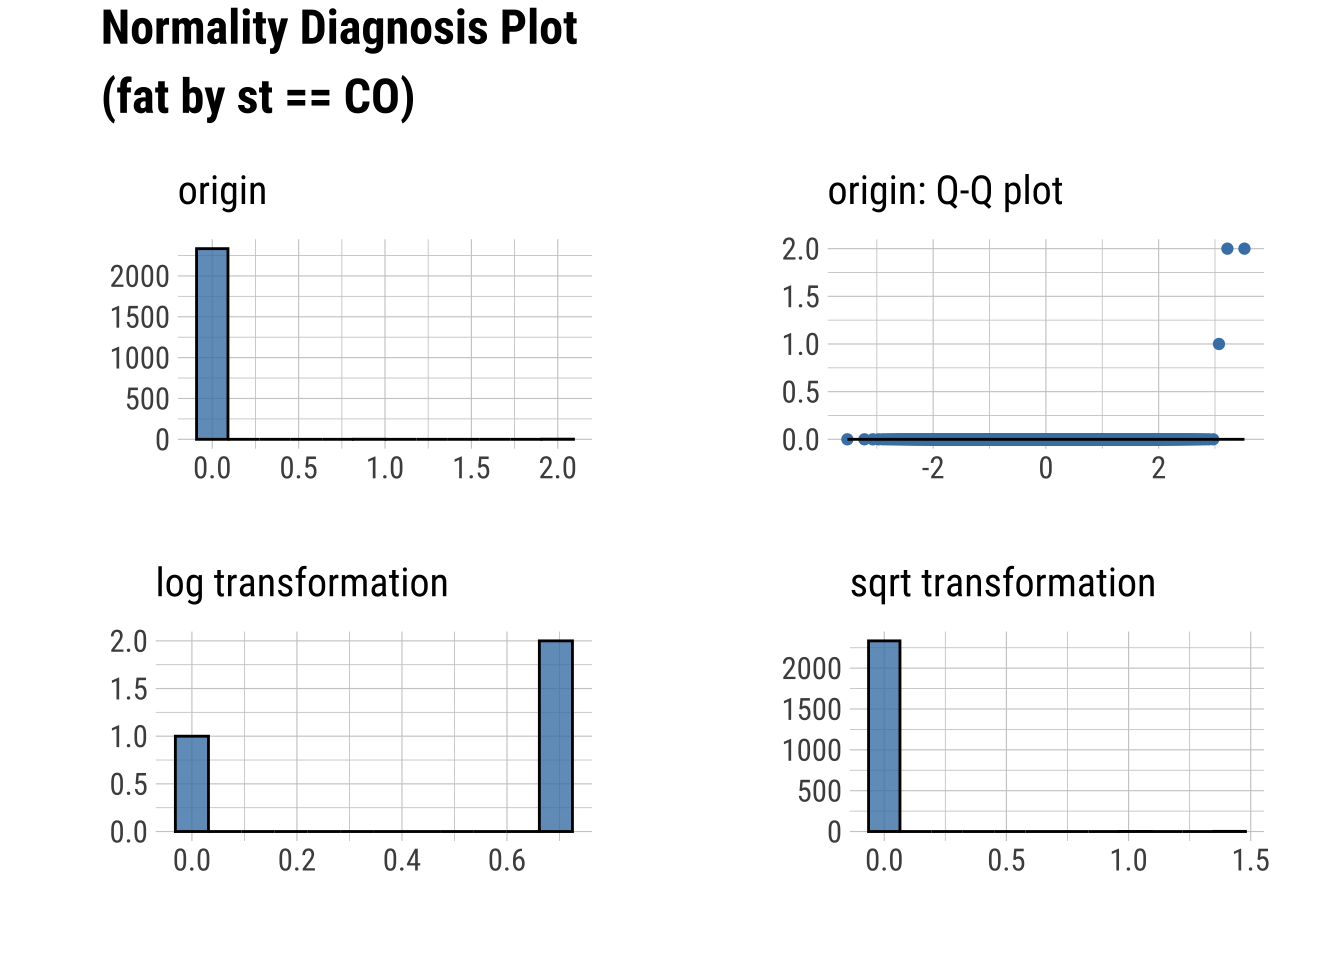 Normality Diagnosis Plot
(fat by st == CO)
origin
2000
1500
1000
500
0
0.0 0.5 1.0 1.5 2.0
origin: Q-Q plot
2.0
1.5
1.0
0.5
0.0
-2 0 2
log transformation
2.0
1.5
1.0
0.5
0.0
0.0 0.2 0.4 0.6
sqrt transformation
2000
1500
1000
500
0
0.0 0.5 1.0 1.5